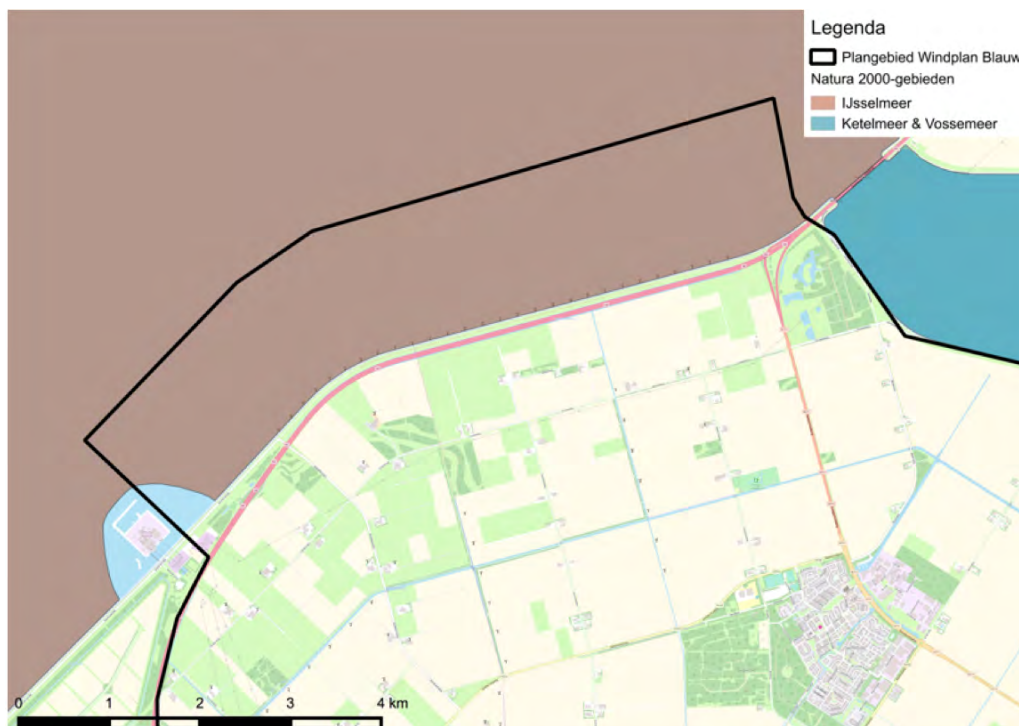 Legenda
Plangebied Windplan Blauw
Natura 2000-gebieden
IJsselmeer
Ketelmeer & Vossemeer
0 1 2 3 4 km